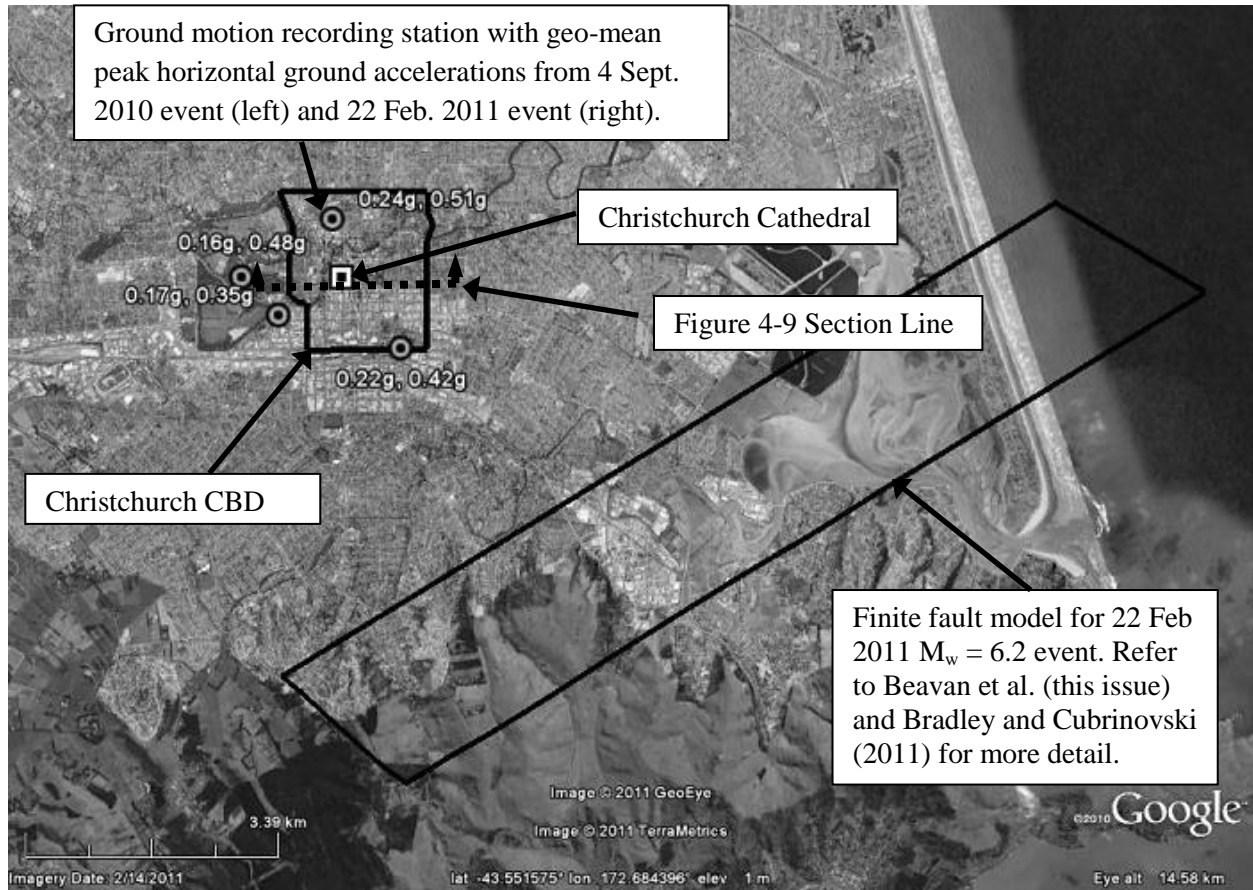 Ground motion recording station with geo-mean
peak horizontal ground accelerations from 4 Sept.
2010 event (left) and 22 Feb. 2011 event (right).
0.24g, 0.51g
Christchurch Cathedral
0.16g, 0.48g
0.17g, 0.35g
Figure 4-9 Section Line
0.22g, 0.42g
Christchurch CBD
Finite fault model for 22 Feb
2011 Mw = 6.2 event. Refer
to Beavan et al. (this issue)
and Bradley and Cubrinovski
(2011) for more detail.
Image © 2011 GeoEye
3.39 km
Image © 2011 TerraMetrics
©2010 Google
Imagery Date: 2/14/2011
lat -43.551575° lon 172.684396° elev 1 m
Eye alt 14.58 km